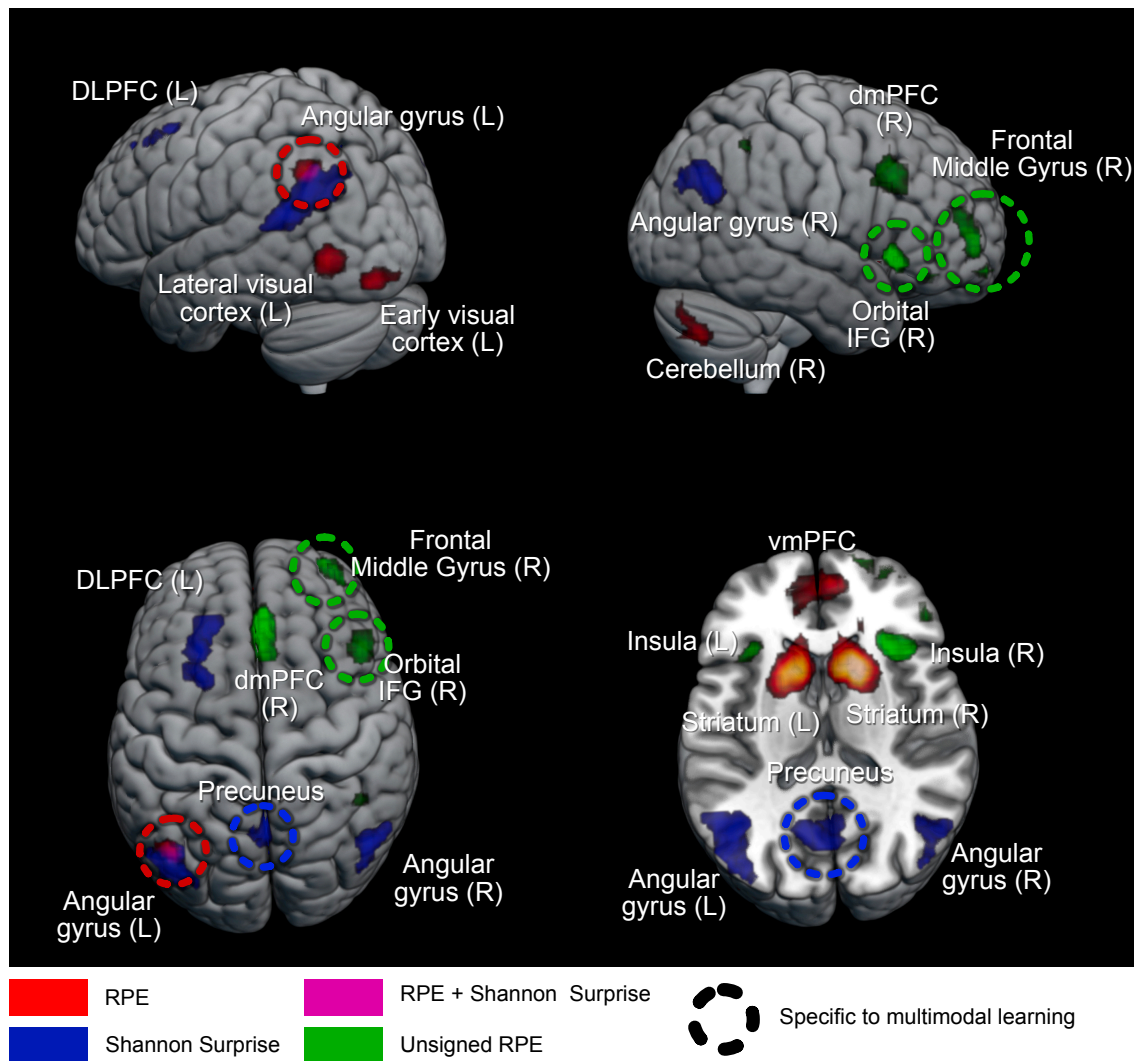 DLPFC (L)
Angular gyrus (L)
Lateral visual
cortex (L)
Early visual
cortex (L)
dmPFC
(R)
Frontal
Middle Gyrus (R)
Angular gyrus (R)
Orbital
IFG (R)
Cerebellum (R)
Frontal
Middle Gyrus (R)
DLPFC (L)
Orbital
IFG (R)
dmPFC
(R)
Precuneus
Angular
gyrus (R)
Angular
gyrus (L)
vmPFC
Insula (L)
Insula (R)
Striatum (L)
Striatum (R)
Precuneus
Angular
gyrus (R)
Angular
gyrus (L)
RPE
RPE + Shannon Surprise
Specific to multimodal learning
Shannon Surprise
Unsigned RPE